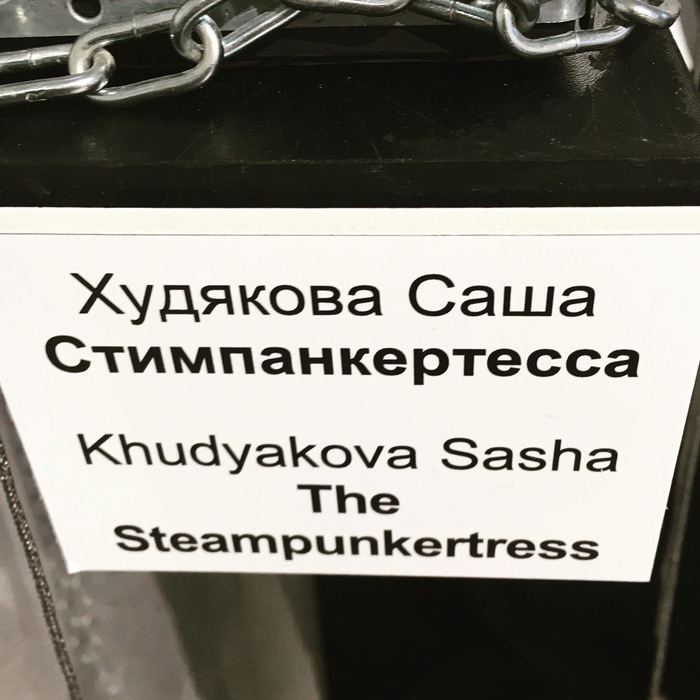 Худякова Саша
Стимпанкертесса
Khudyakova Sasha
The
Steampunkertress